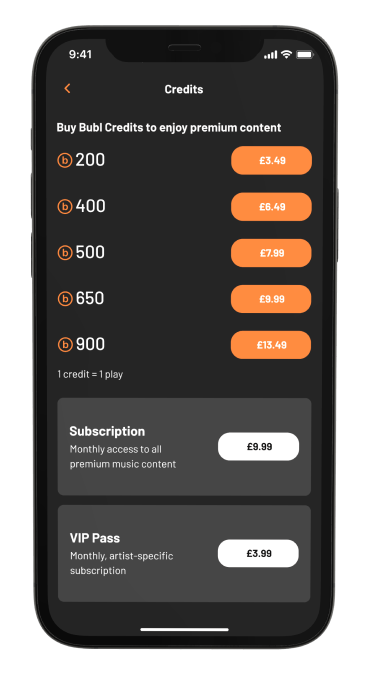 9:41
Credits
Buy Bubl Credits to enjoy premium content
b 200 £3.49
b 400 £6.49
b 500 £7.99
b 650 £9.99
b 900 £13.49
1 credit = 1 play
Subscription
Monthly access to all
premium music content
£9.99
VIP Pass
Monthly, artist-specific
subscription
£3.99